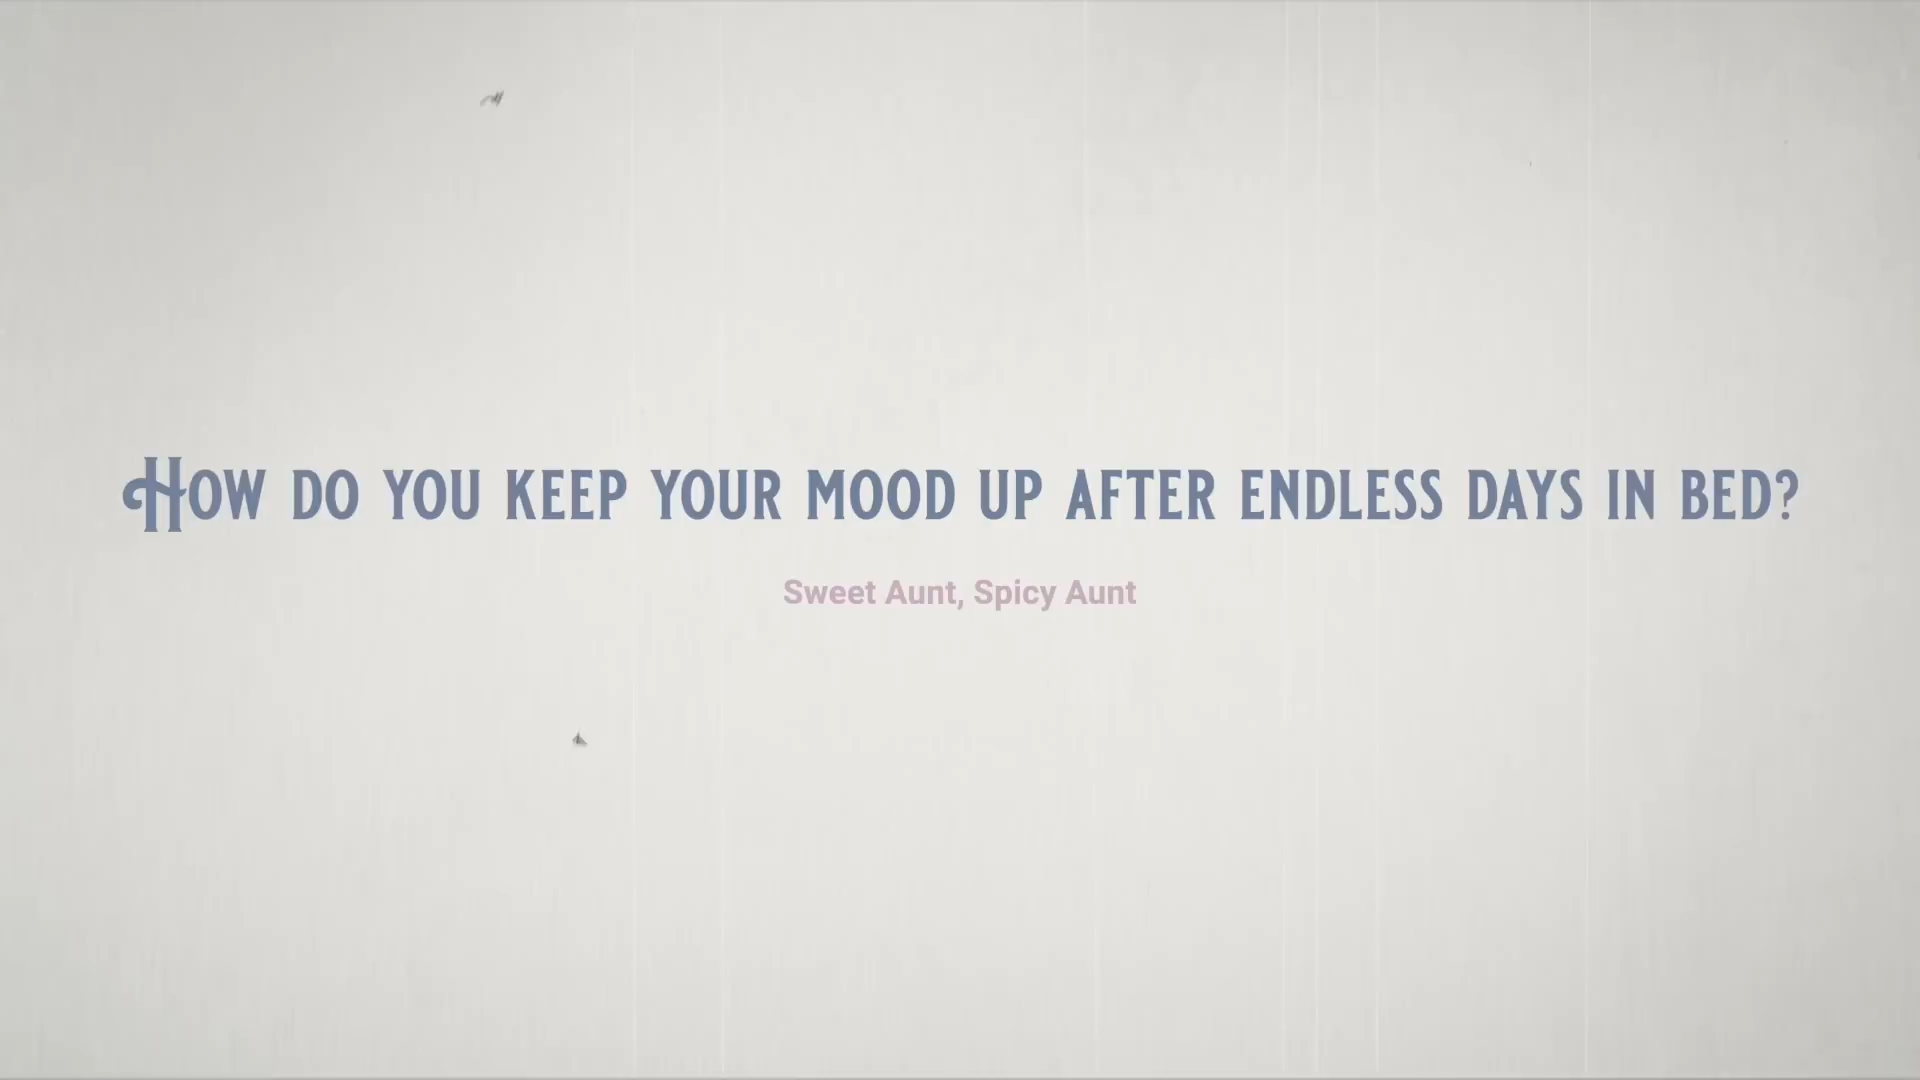 How do you keep your mood up after endless days in bed?
Sweet Aunt, Spicy Aunt